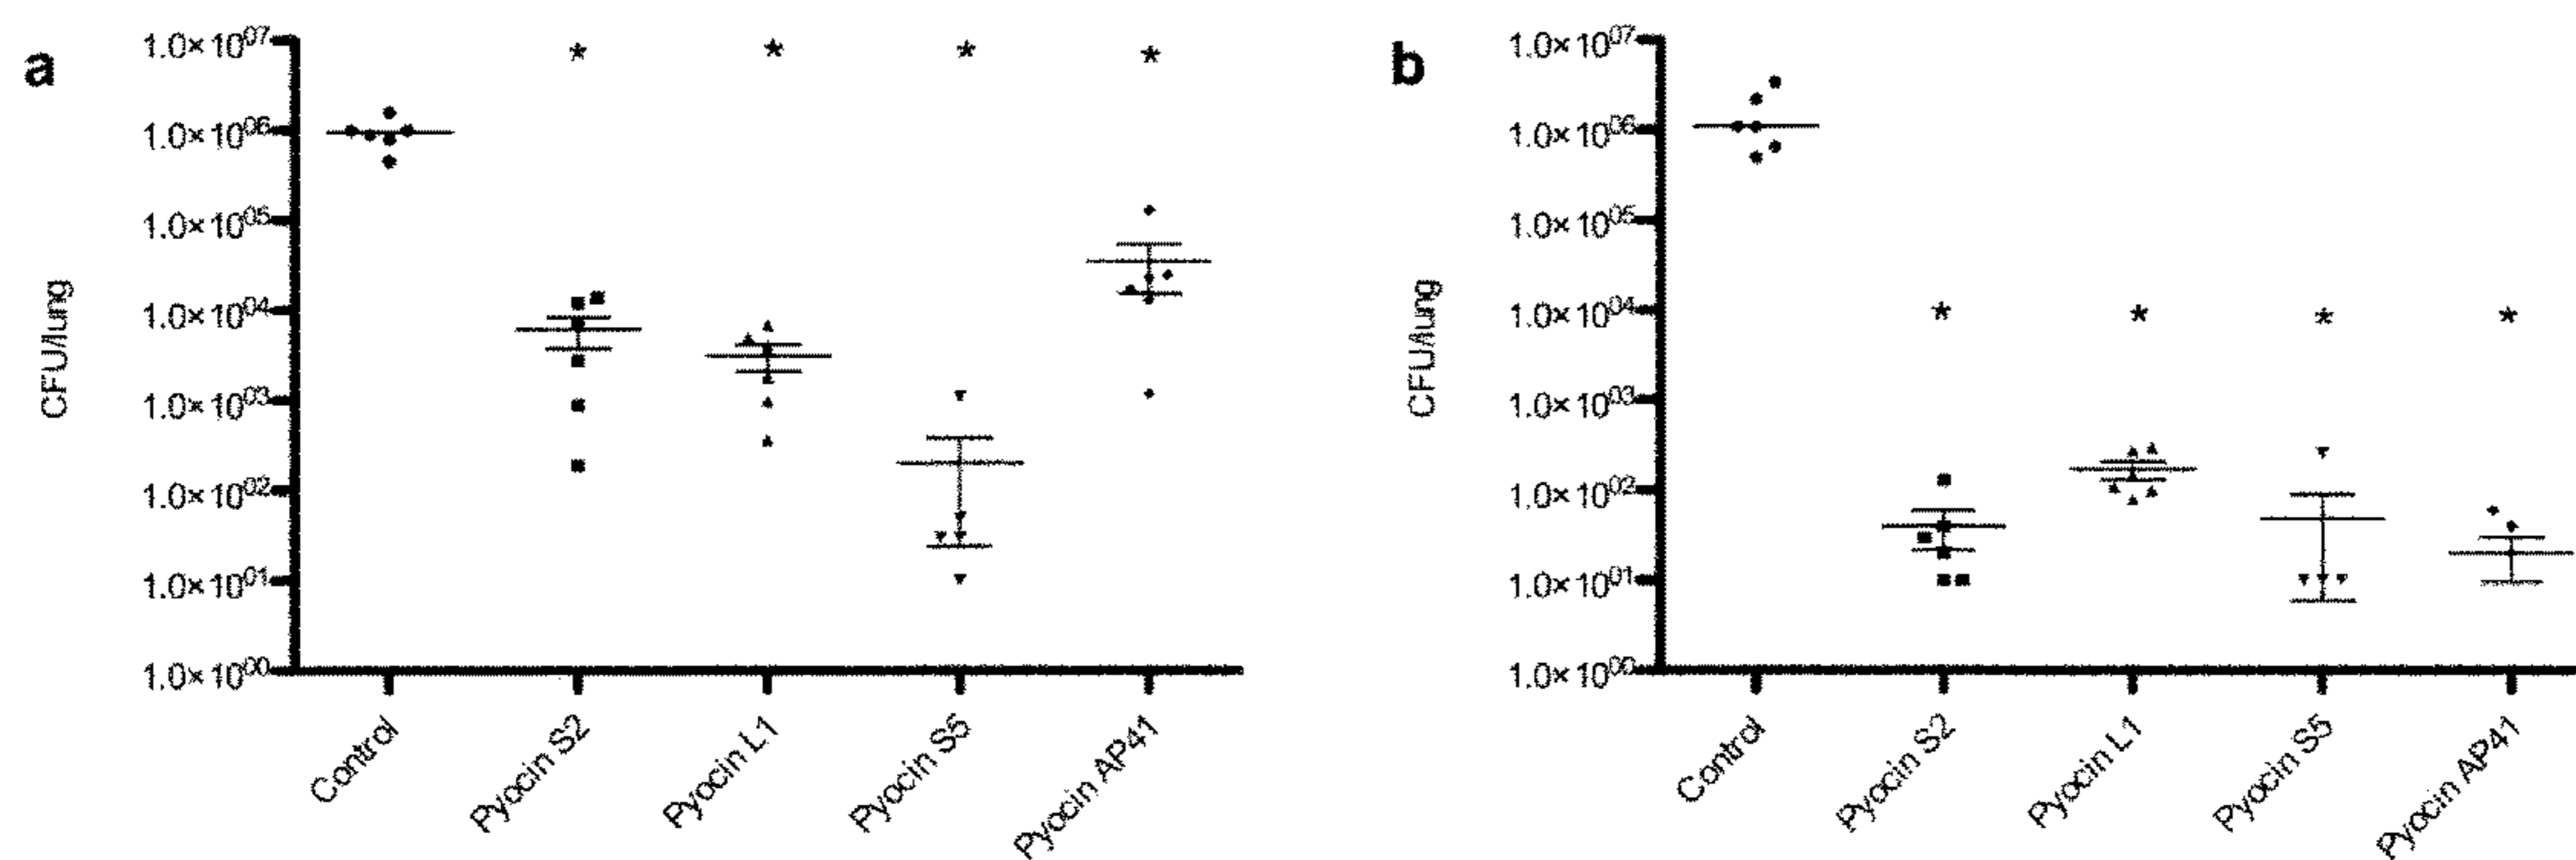 a
CFU/lung
1.0×10^07
1.0×10^06
1.0×10^05
1.0×10^04
1.0×10^03
1.0×10^02
1.0×10^01
1.0×10^00
* * * *
Control
Pyocin S2
Pyocin L1
Pyocin S5
Pyocin AP41
b
CFU/lung
1.0×10^07
1.0×10^06
1.0×10^05
1.0×10^04
1.0×10^03
1.0×10^02
1.0×10^01
1.0×10^00
* * * *
Control
Pyocin S2
Pyocin L1
Pyocin S5
Pyocin AP41